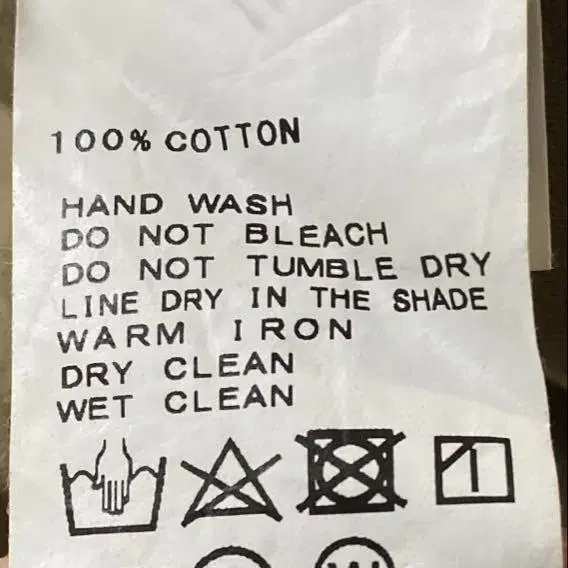 100% COTTON
HAND WASH
DO NOT BLEACH
DO NOT TUMBLE DRY
LINE DRY IN THE SHADE
WARM IRON
DRY CLEAN
WET CLEAN